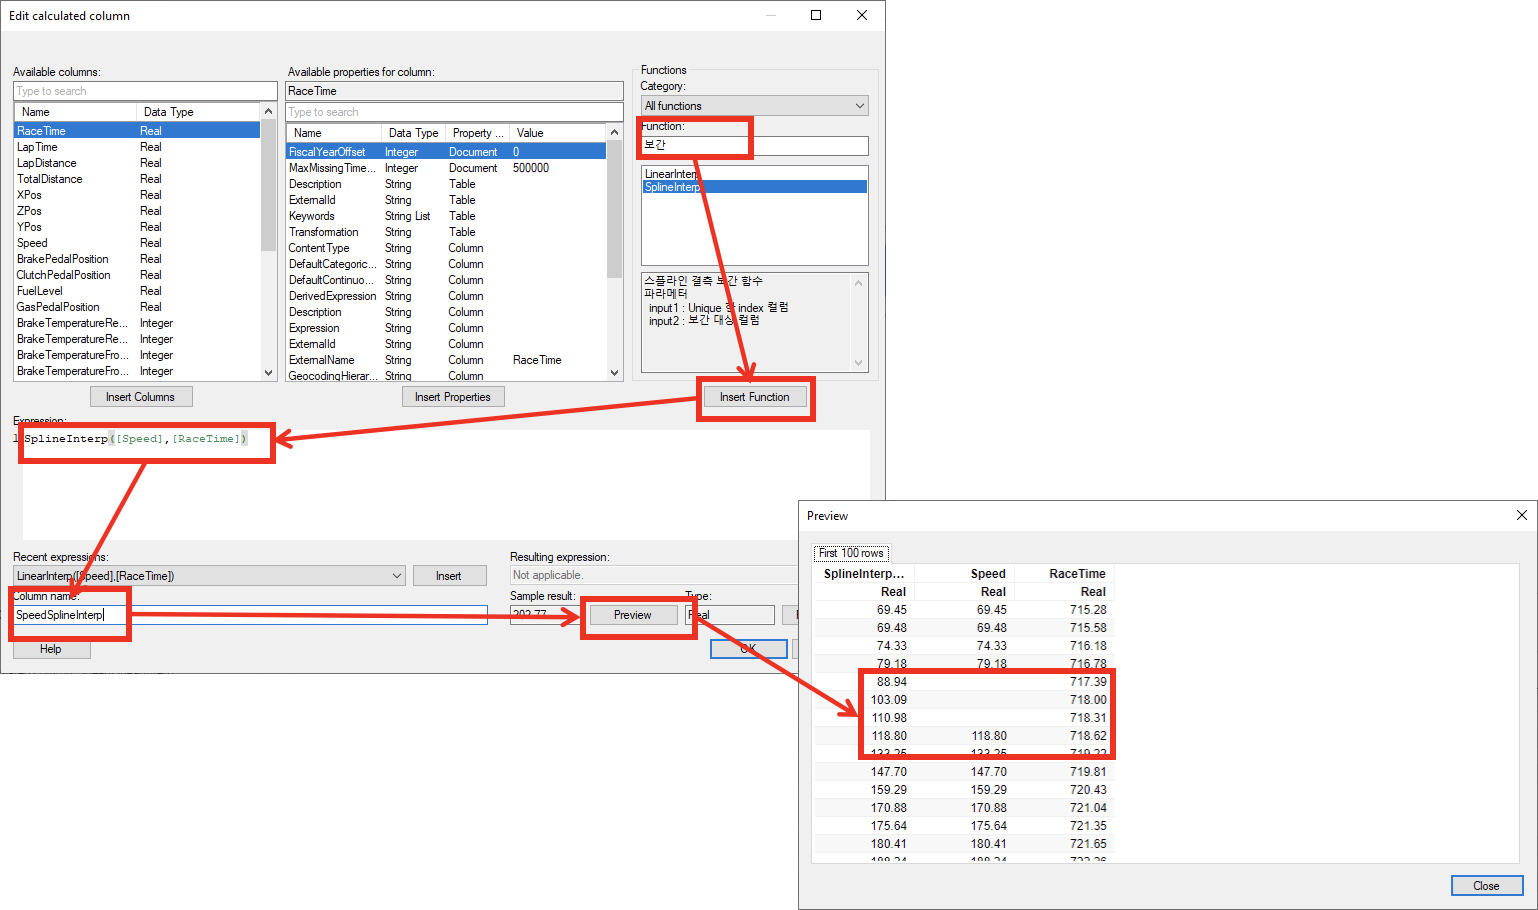 Edit calculated column
Available columns:
Type to search
Name Data Type
RaceTime Real
LapTime Real
LapDistance Real
TotalDistance Real
XPos Real
ZPos Real
YPos Real
Speed Real
BrakePedalPosition Real
ClutchPedalPosition Real
FuelLevel Real
GasPedalPosition Real
BrakeTemperatureRe... Integer
BrakeTemperatureRe... Integer
BrakeTemperatureFro... Integer
BrakeTemperatureFro... Integer
Insert Columns
Available properties for column:
RaceTime
Type to search
Name Data Type Property ... Value
FiscalYearOffset Integer Document 0
MaxMissingTime... Integer Document 500000
Description String Table
ExternalId String Table
Keywords String List Table
Transformation String Table
ContentType String Column
DefaultCategoric... String Column
DefaultContinuo... String Column
DerivedExpression String Column
Description String Column
Expression String Column
ExternalId String Column
ExternalName String Column RaceTime
GeocodingHierar... String Column
Insert Properties
Functions
Category:
All functions
Function:
보간
LinearInterp
SplineInterp
스플라인 결측 보간 함수
파라메터
input1 : Unique 한 index 컬럼
input2 : 보간 대상 컬럼
Insert Function
Expression:
1 SplineInterp([Speed],[RaceTime])
Recent expressions:
LinearInterp([Speed],[RaceTime])
Insert
Resulting expression:
Not applicable.
Column name:
SpeedSplineInterp
Sample result:
202.77
Preview
Type:
Real
Help
OK
Preview
First 100 rows
SplineInterp... Speed RaceTime
Real Real Real
69.45 69.45 715.28
69.48 69.48 715.58
74.33 74.33 716.18
79.18 79.18 716.78
88.94 717.39
103.09 718.00
110.98 718.31
118.80 118.80 718.62
133.25 133.25 719.22
147.70 147.70 719.81
159.29 159.29 720.43
170.88 170.88 721.04
175.64 175.64 721.35
180.41 180.41 721.65
188.24 188.24 722.26
Close